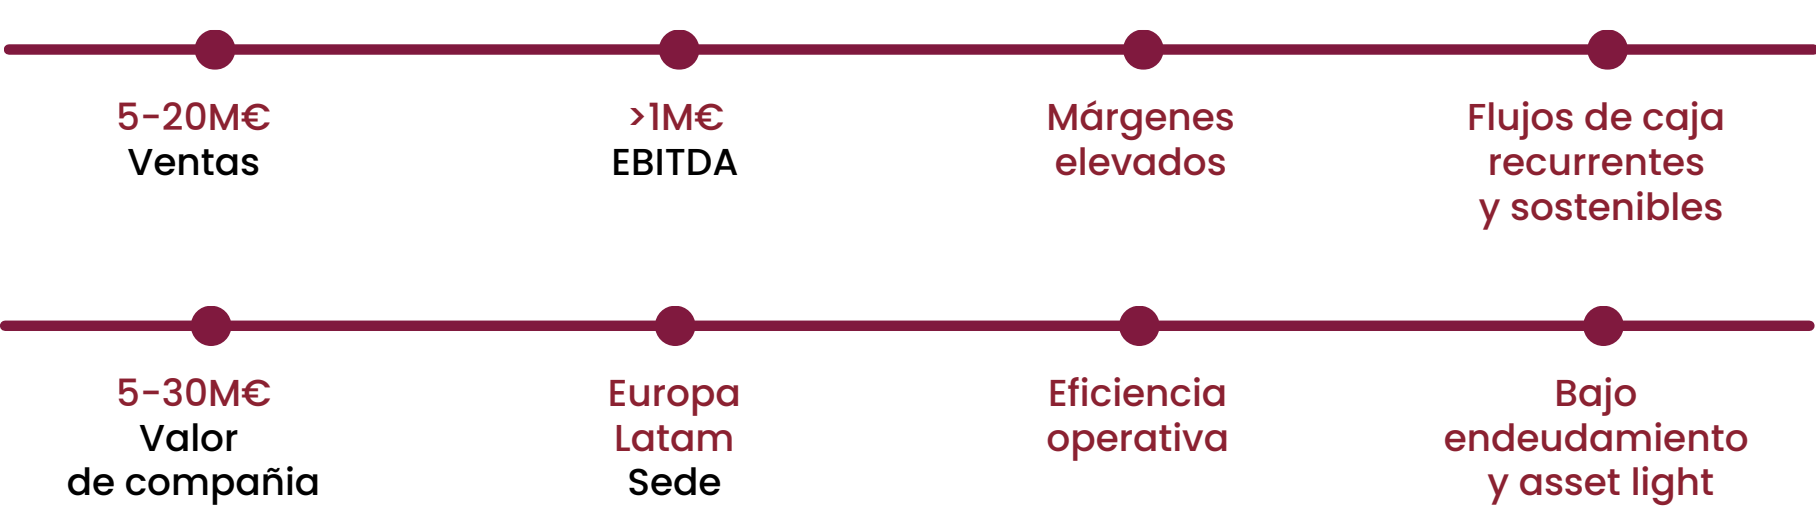 5-20M€
Ventas
>1M€
EBITDA
Márgenes
elevados
Flujos de caja
recurrentes
y sostenibles
5-30M€
Valor
de compañia
Europa
Latam
Sede
Eficiencia
operativa
Bajo
endeudamiento
y asset light